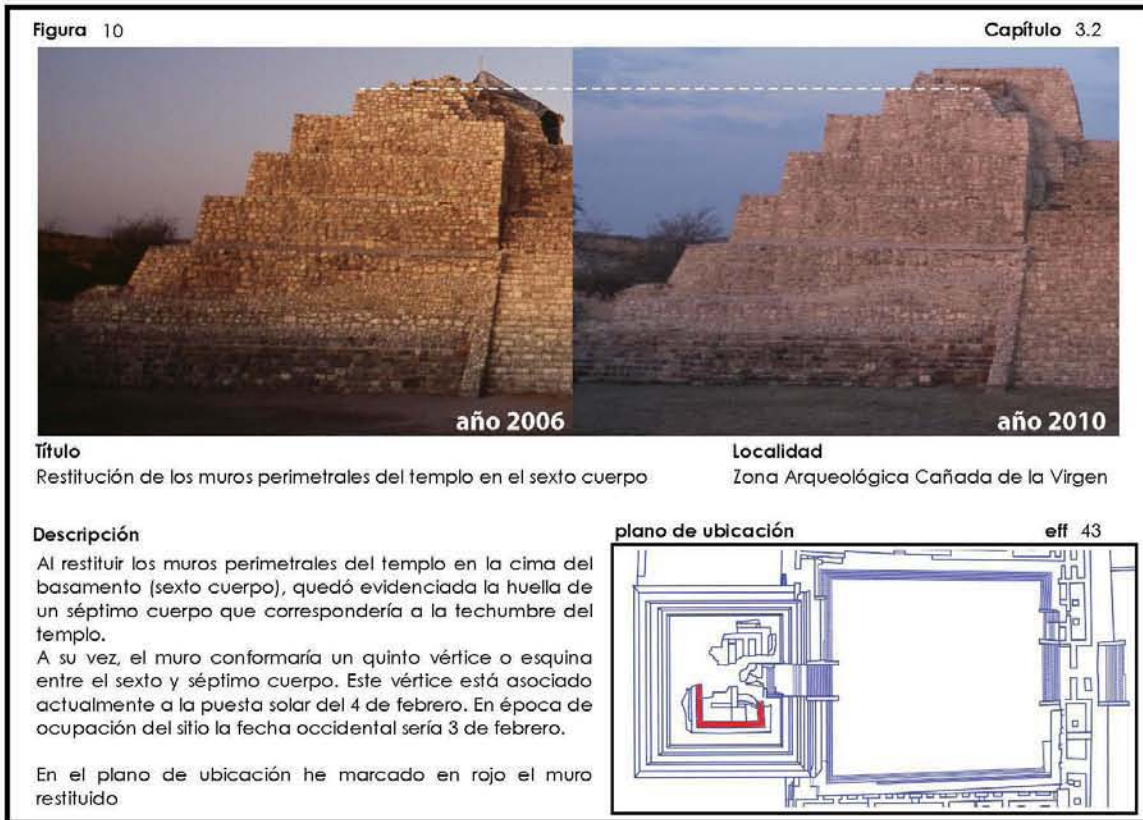 Figura 10
Capítulo 3.2
año 2006
año 2010
Título
Restitución de los muros perimetrales del templo en el sexto cuerpo
Localidad
Zona Arqueológica Cañada de la Virgen
Descripción
Al restituir los muros perimetrales del templo en la cima del
basamento (sexto cuerpo), quedó evidenciada la huella de
un séptimo cuerpo que correspondería a la techumbre del
templo.
A su vez, el muro conformaría un quinto vértice o esquina
entre el sexto y séptimo cuerpo. Este vértice está asociado
actualmente a la puesta solar del 4 de febrero. En época de
ocupación del sitio la fecha occidental sería 3 de febrero.
En el plano de ubicación he marcado en rojo el muro
restituido
plano de ubicación
eff 43